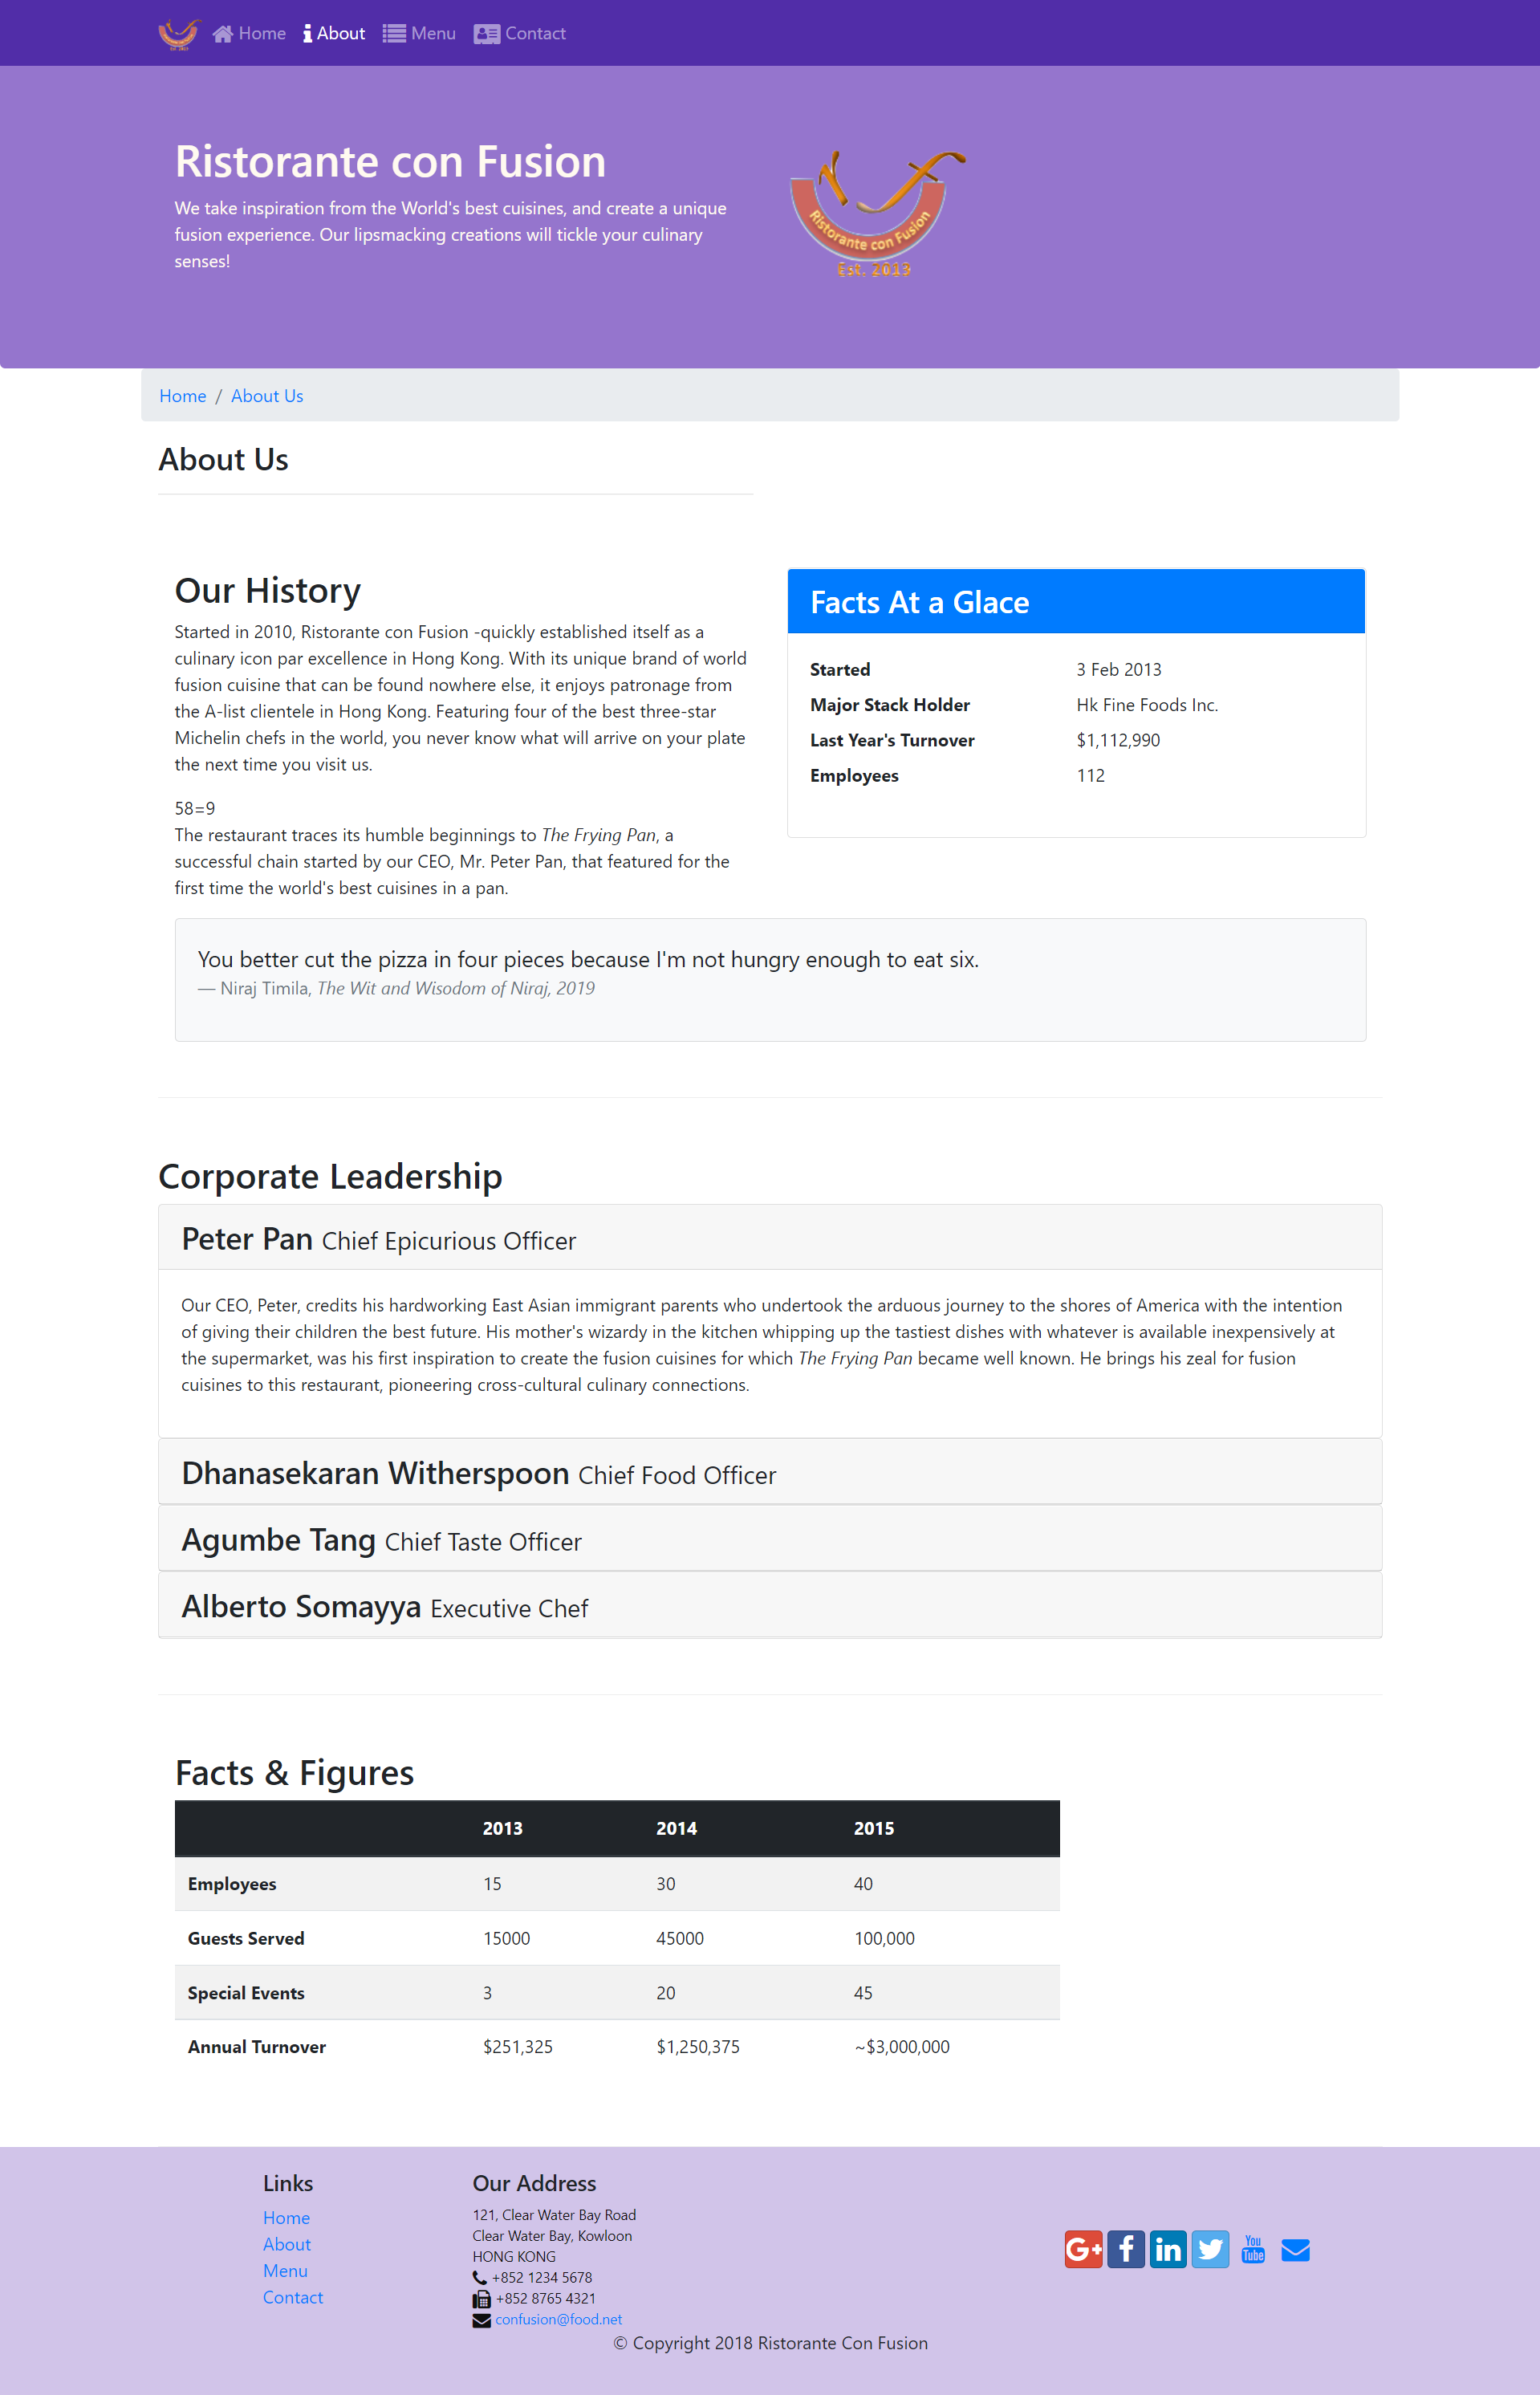 Est. 2013 Home About Menu Contact
Ristorante con Fusion
We take inspiration from the World's best cuisines, and create a unique
fusion experience. Our lipsmacking creations will tickle your culinary
senses!
Ristorante con Fusion
Est. 2013
Home / About Us
About Us
Our History
Started in 2010, Ristorante con Fusion -quickly established itself as a
culinary icon par excellence in Hong Kong. With its unique brand of world
fusion cuisine that can be found nowhere else, it enjoys patronage from
the A-list clientele in Hong Kong. Featuring four of the best three-star
Michelin chefs in the world, you never know what will arrive on your plate
the next time you visit us.
58=9
The restaurant traces its humble beginnings to The Frying Pan, a
successful chain started by our CEO, Mr. Peter Pan, that featured for the
first time the world's best cuisines in a pan.
Facts At a Glace
Started 3 Feb 2013
Major Stack Holder Hk Fine Foods Inc.
Last Year's Turnover $1,112,990
Employees 112
You better cut the pizza in four pieces because I'm not hungry enough to eat six.
— Niraj Timila, The Wit and Wisodom of Niraj, 2019
Corporate Leadership
Peter Pan Chief Epicurious Officer
Our CEO, Peter, credits his hardworking East Asian immigrant parents who undertook the arduous journey to the shores of America with the intention
of giving their children the best future. His mother's wizardy in the kitchen whipping up the tastiest dishes with whatever is available inexpensively at
the supermarket, was his first inspiration to create the fusion cuisines for which The Frying Pan became well known. He brings his zeal for fusion
cuisines to this restaurant, pioneering cross-cultural culinary connections.
Dhanasekaran Witherspoon Chief Food Officer
Agumbe Tang Chief Taste Officer
Alberto Somayya Executive Chef
Facts & Figures
2013 2014 2015
Employees 15 30 40
Guests Served 15000 45000 100,000
Special Events 3 20 45
Annual Turnover $251,325 $1,250,375 ~$3,000,000
Links
Home
About
Menu
Contact
Our Address
121, Clear Water Bay Road
Clear Water Bay, Kowloon
HONG KONG
+852 1234 5678
+852 8765 4321
confusion@food.net
G+ f in You Tube
© Copyright 2018 Ristorante Con Fusion